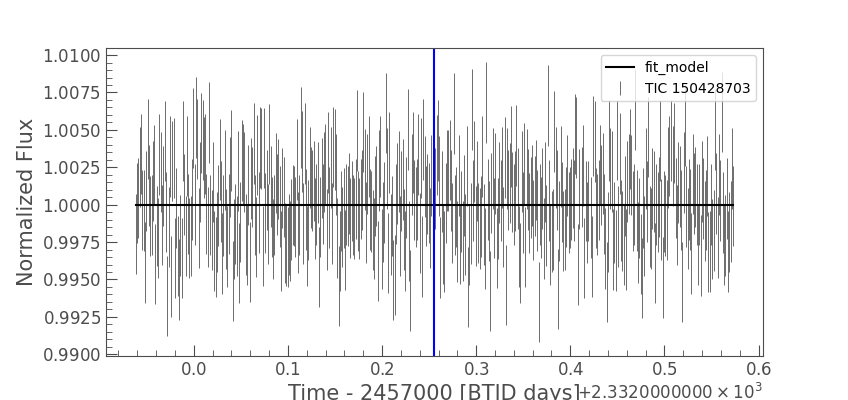 1.0100
1.0075
1.0050
1.0025
1.0000
0.9975
0.9950
0.9925
0.9900
Normalized Flux
fit_model
TIC 150428703
0.0 0.1 0.2 0.3 0.4 0.5 0.6
Time - 2457000 [BTJD days]
+2.3320000000 × 10³